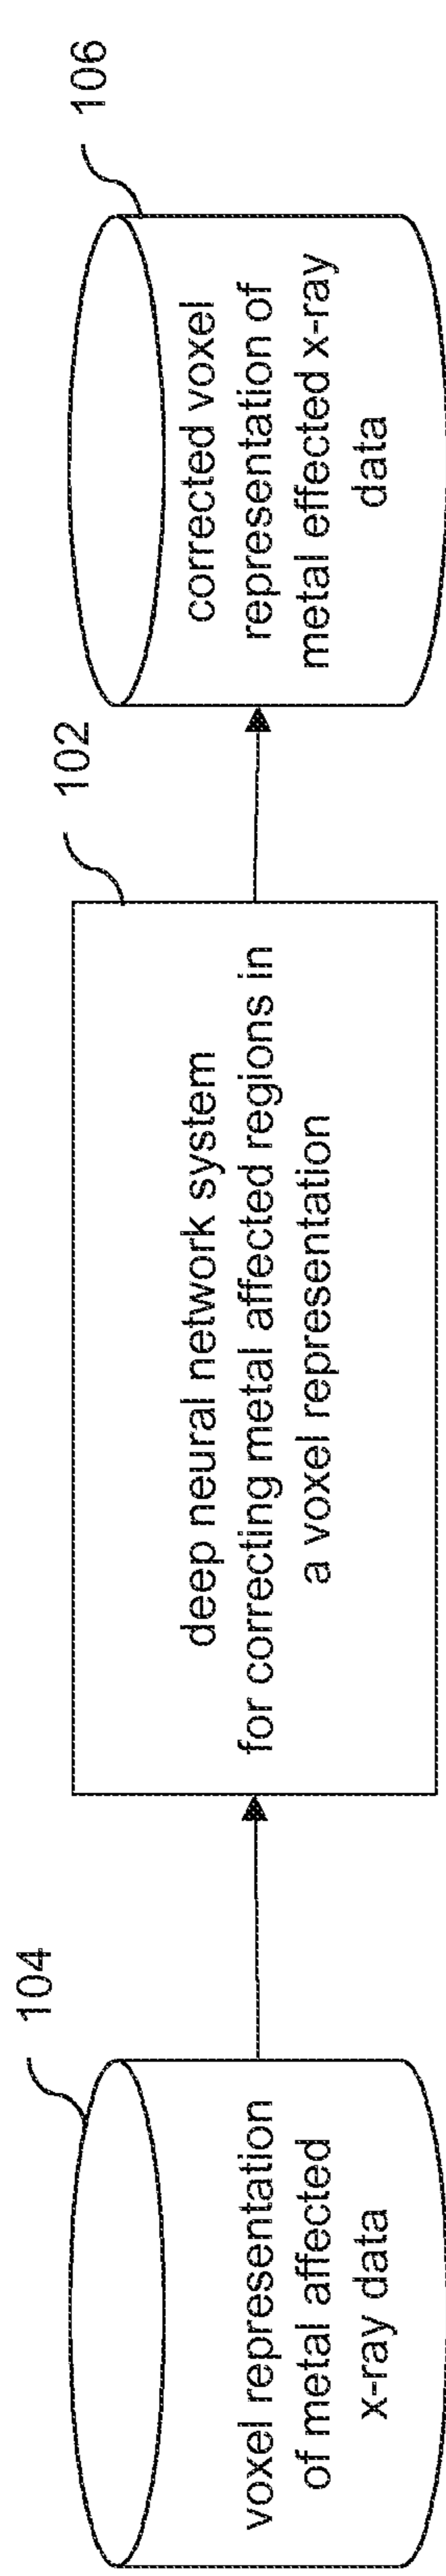 104
voxel representation
of metal affected
x-ray data
102
deep neural network system
for correcting metal affected regions in
a voxel representation
106
corrected voxel
representation of
metal effected x-ray
data